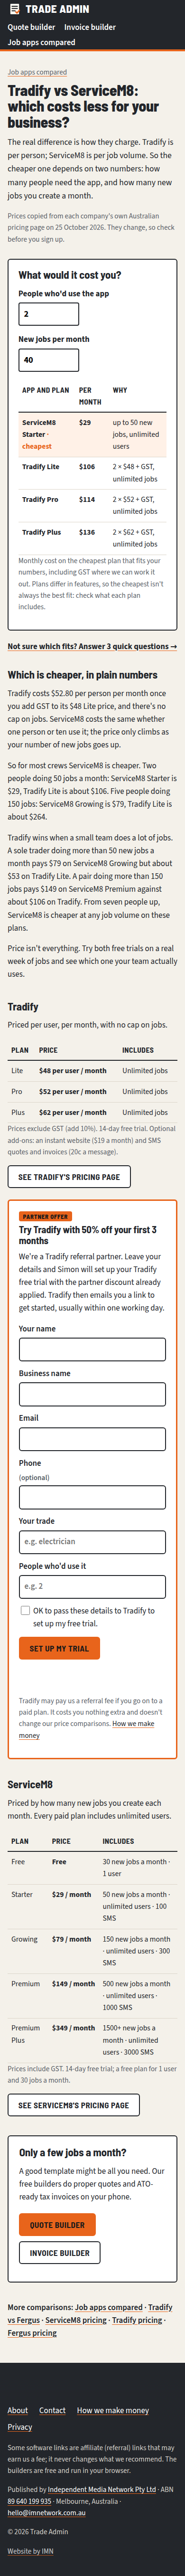 TRADE ADMIN
Quote builder Invoice builder
Job apps compared
Job apps compared
Tradify vs ServiceM8:
which costs less for your
business?
The real difference is how they charge. Tradify is
per person; ServiceM8 is per job volume. So the
cheaper one depends on two numbers: how
many people need the app, and how many new
jobs you create a month.
Prices copied from each company's own Australian
pricing page on 25 October 2026. They change, so check
before you sign up.
What would it cost you?
People who'd use the app
2
New jobs per month
40
APP AND PLAN PER MONTH WHY
ServiceM8 Starter · cheapest $29 up to 50 new jobs, unlimited users
Tradify Lite $106 2 × $48 + GST, unlimited jobs
Tradify Pro $114 2 × $52 + GST, unlimited jobs
Tradify Plus $136 2 × $62 + GST, unlimited jobs
Monthly cost on the cheapest plan that fits your
numbers, including GST where we can work it
out. Plans differ in features, so the cheapest isn't
always the best fit: check what each plan
includes.
Not sure which fits? Answer 3 quick questions →
Which is cheaper, in plain numbers
Tradify costs $52.80 per person per month once
you add GST to its $48 Lite price, and there's no
cap on jobs. ServiceM8 costs the same whether
one person or ten use it; the price only climbs as
your number of new jobs goes up.
So for most crews ServiceM8 is cheaper. Two
people doing 50 jobs a month: ServiceM8 Starter is
$29, Tradify Lite is about $106. Five people doing
150 jobs: ServiceM8 Growing is $79, Tradify Lite is
about $264.
Tradify wins when a small team does a lot of jobs.
A sole trader doing more than 50 new jobs a
month pays $79 on ServiceM8 Growing but about
$53 on Tradify Lite. A pair doing more than 150
jobs pays $149 on ServiceM8 Premium against
about $106 on Tradify. From seven people up,
ServiceM8 is cheaper at any job volume on these
plans.
Price isn't everything. Try both free trials on a real
week of jobs and see which one your team actually
uses.
Tradify
Priced per user, per month, with no cap on jobs.
PLAN PRICE INCLUDES
Lite $48 per user / month Unlimited jobs
Pro $52 per user / month Unlimited jobs
Plus $62 per user / month Unlimited jobs
Prices exclude GST (add 10%). 14-day free trial. Optional
add-ons: an instant website ($19 a month) and SMS
quotes and invoices (20c a message).
SEE TRADIFY'S PRICING PAGE
PARTNER OFFER
Try Tradify with 50% off your first 3
months
We're a Tradify referral partner. Leave your
details and Simon will set up your Tradify
free trial with the partner discount already
applied. Tradify then emails you a link to
get started, usually within one working day.
Your name
Business name
Email
Phone
(optional)
Your trade
e.g. electrician
People who'd use it
e.g. 2
OK to pass these details to Tradify to
set up my free trial.
SET UP MY TRIAL
Tradify may pay us a referral fee if you go on to a
paid plan. It costs you nothing extra and doesn't
change our price comparisons. How we make
money
ServiceM8
Priced by how many new jobs you create each
month. Every paid plan includes unlimited users.
PLAN PRICE INCLUDES
Free Free 30 new jobs a month · 1 user
Starter $29 / month 50 new jobs a month · unlimited users · 100 SMS
Growing $79 / month 150 new jobs a month · unlimited users · 300 SMS
Premium $149 / month 500 new jobs a month · unlimited users · 1000 SMS
Premium Plus $349 / month 1500+ new jobs a month · unlimited users · 3000 SMS
Prices include GST. 14-day free trial; a free plan for 1 user
and 30 jobs a month.
SEE SERVICEM8'S PRICING PAGE
Only a few jobs a month?
A good template might be all you need. Our
free builders do proper quotes and ATO-
ready tax invoices on your phone.
QUOTE BUILDER
INVOICE BUILDER
More comparisons: Job apps compared · Tradify
vs Fergus · ServiceM8 pricing · Tradify pricing ·
Fergus pricing
About Contact How we make money
Privacy
Some software links are affiliate (referral) links that may
earn us a fee; it never changes what we recommend. The
builders are free and run in your browser.
Published by Independent Media Network Pty Ltd · ABN
89 640 199 935 · Melbourne, Australia ·
hello@imnetwork.com.au
© 2026 Trade Admin
Website by IMN